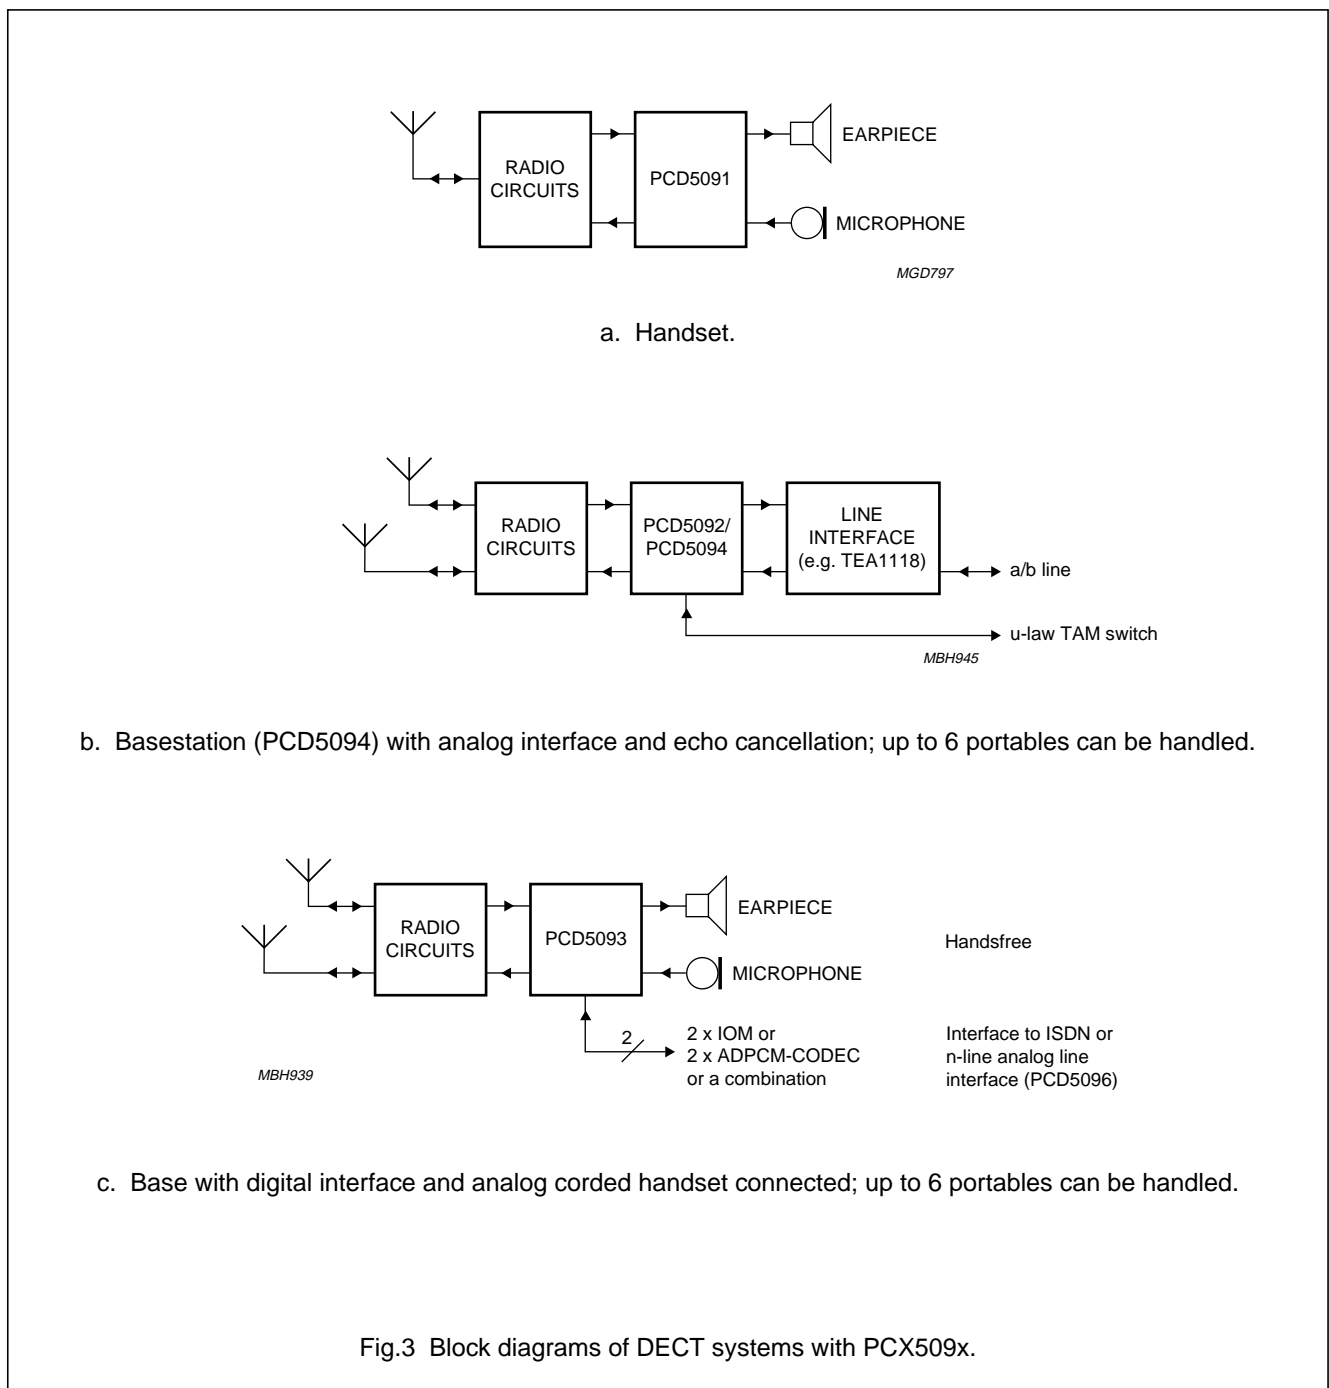 RADIO
CIRCUITS
PCD5091
EARPIECE
MICROPHONE
MGD797
a. Handset.
RADIO
CIRCUITS
PCD5092/
PCD5094
LINE
INTERFACE
(e.g. TEA1118)
a/b line
u-law TAM switch
MBH945
b. Basestation (PCD5094) with analog interface and echo cancellation; up to 6 portables can be handled.
RADIO
CIRCUITS
PCD5093
EARPIECE
MICROPHONE
Handsfree
2
2 x IOM or
2 x ADPCM-CODEC
or a combination
Interface to ISDN or
n-line analog line
interface (PCD5096)
MBH939
c. Base with digital interface and analog corded handset connected; up to 6 portables can be handled.
Fig.3 Block diagrams of DECT systems with PCX509x.